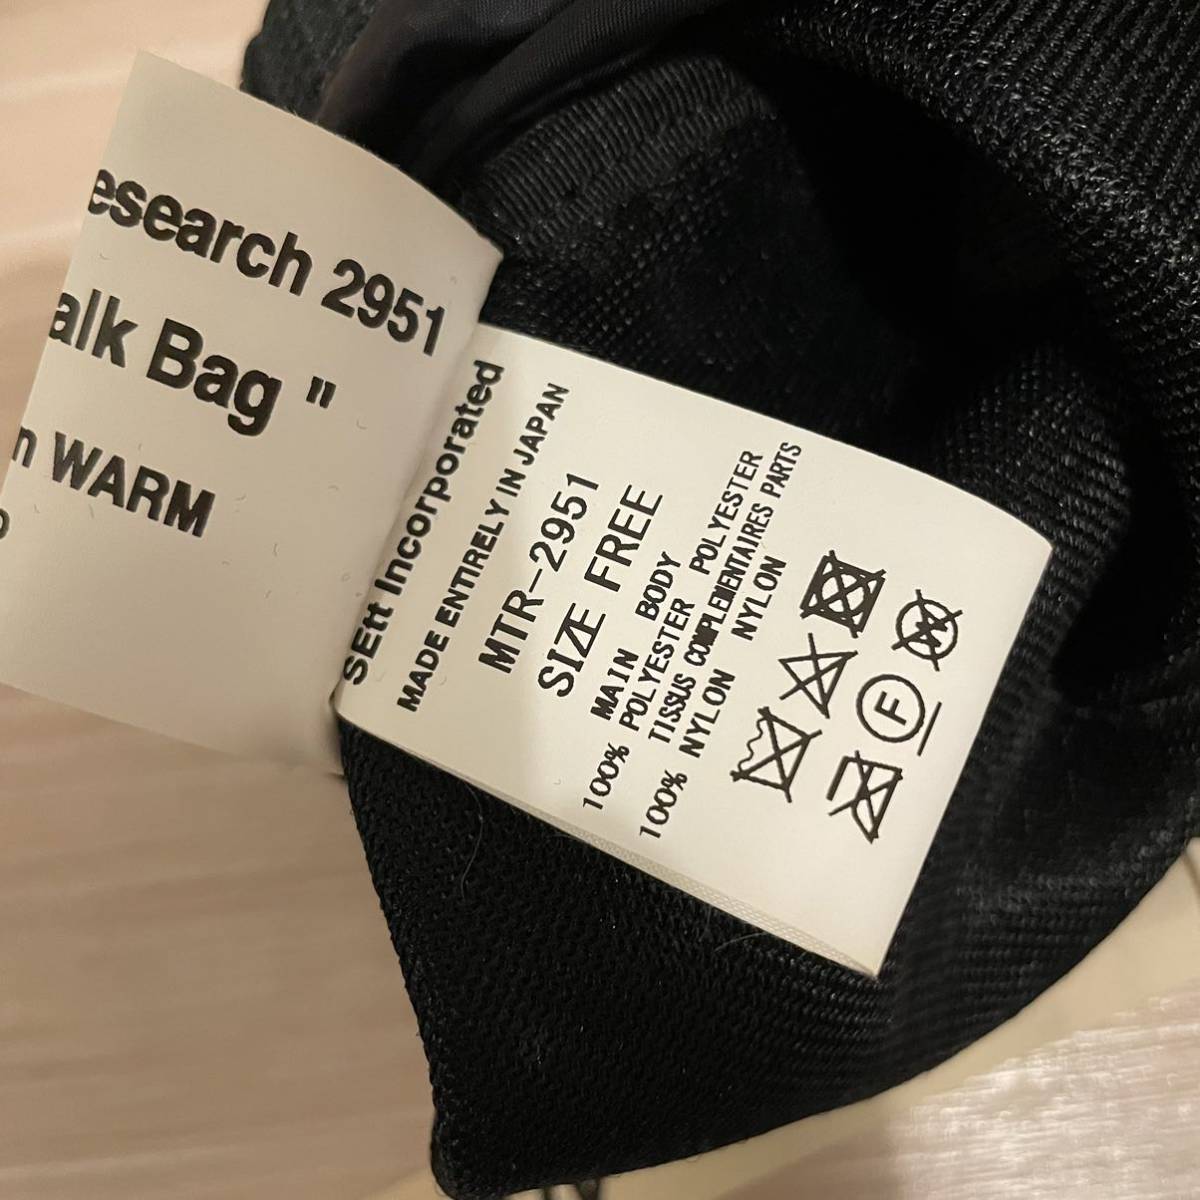 esearch 2951
alk Bag "
n WARM
SEtt Incorporated
MADE ENTIRELY IN JAPAN
MTR-2951
SIZE FREE
MAIN BODY
100% POLYESTER POLYESTER
TISSUS COMPLEMENTAIRES PARTS
100% NYLON NYLON
W
F